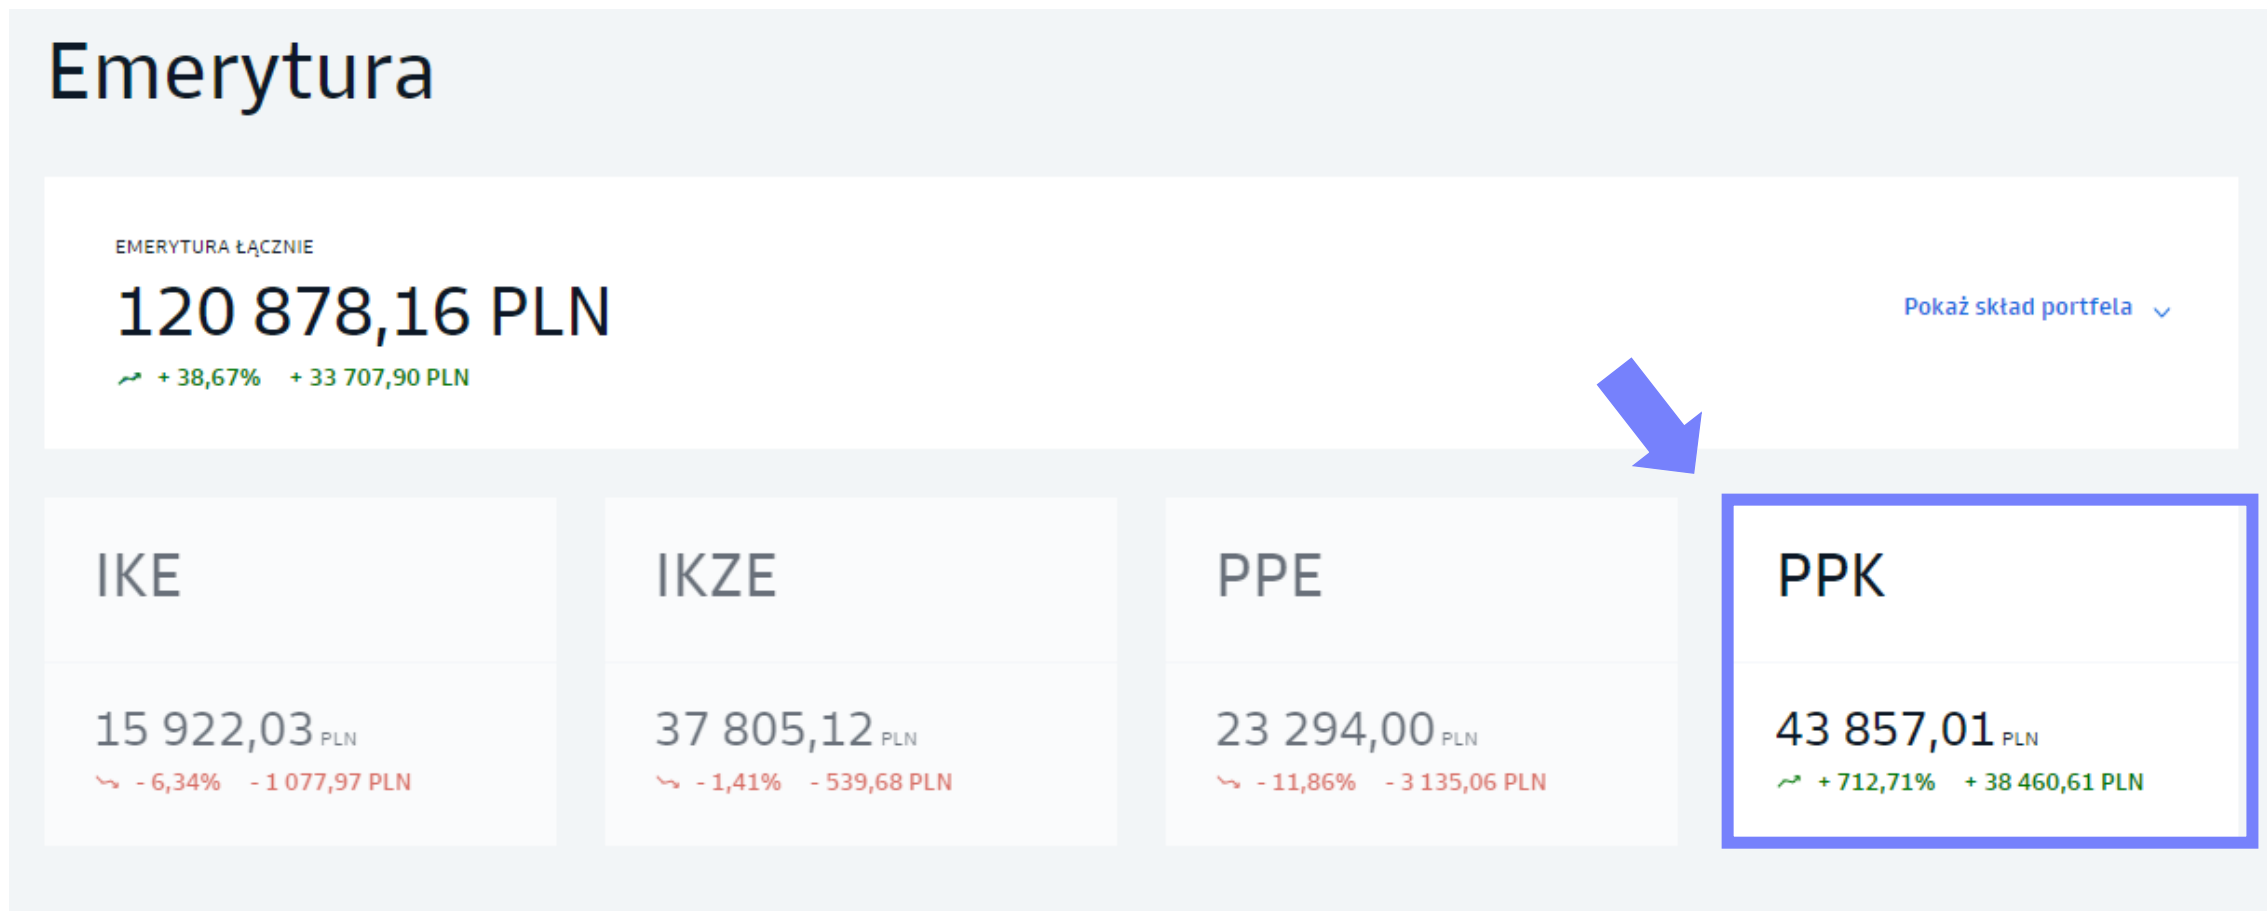 Emerytura
EMERYTURA ŁĄCZNIE
120 878,16 PLN
+ 38,67% + 33 707,90 PLN
Pokaż skład portfela
IKE
15 922,03 PLN
- 6,34% - 1 077,97 PLN
IKZE
37 805,12 PLN
- 1,41% - 539,68 PLN
PPE
23 294,00 PLN
- 11,86% - 3 135,06 PLN
PPK
43 857,01 PLN
+ 712,71% + 38 460,61 PLN